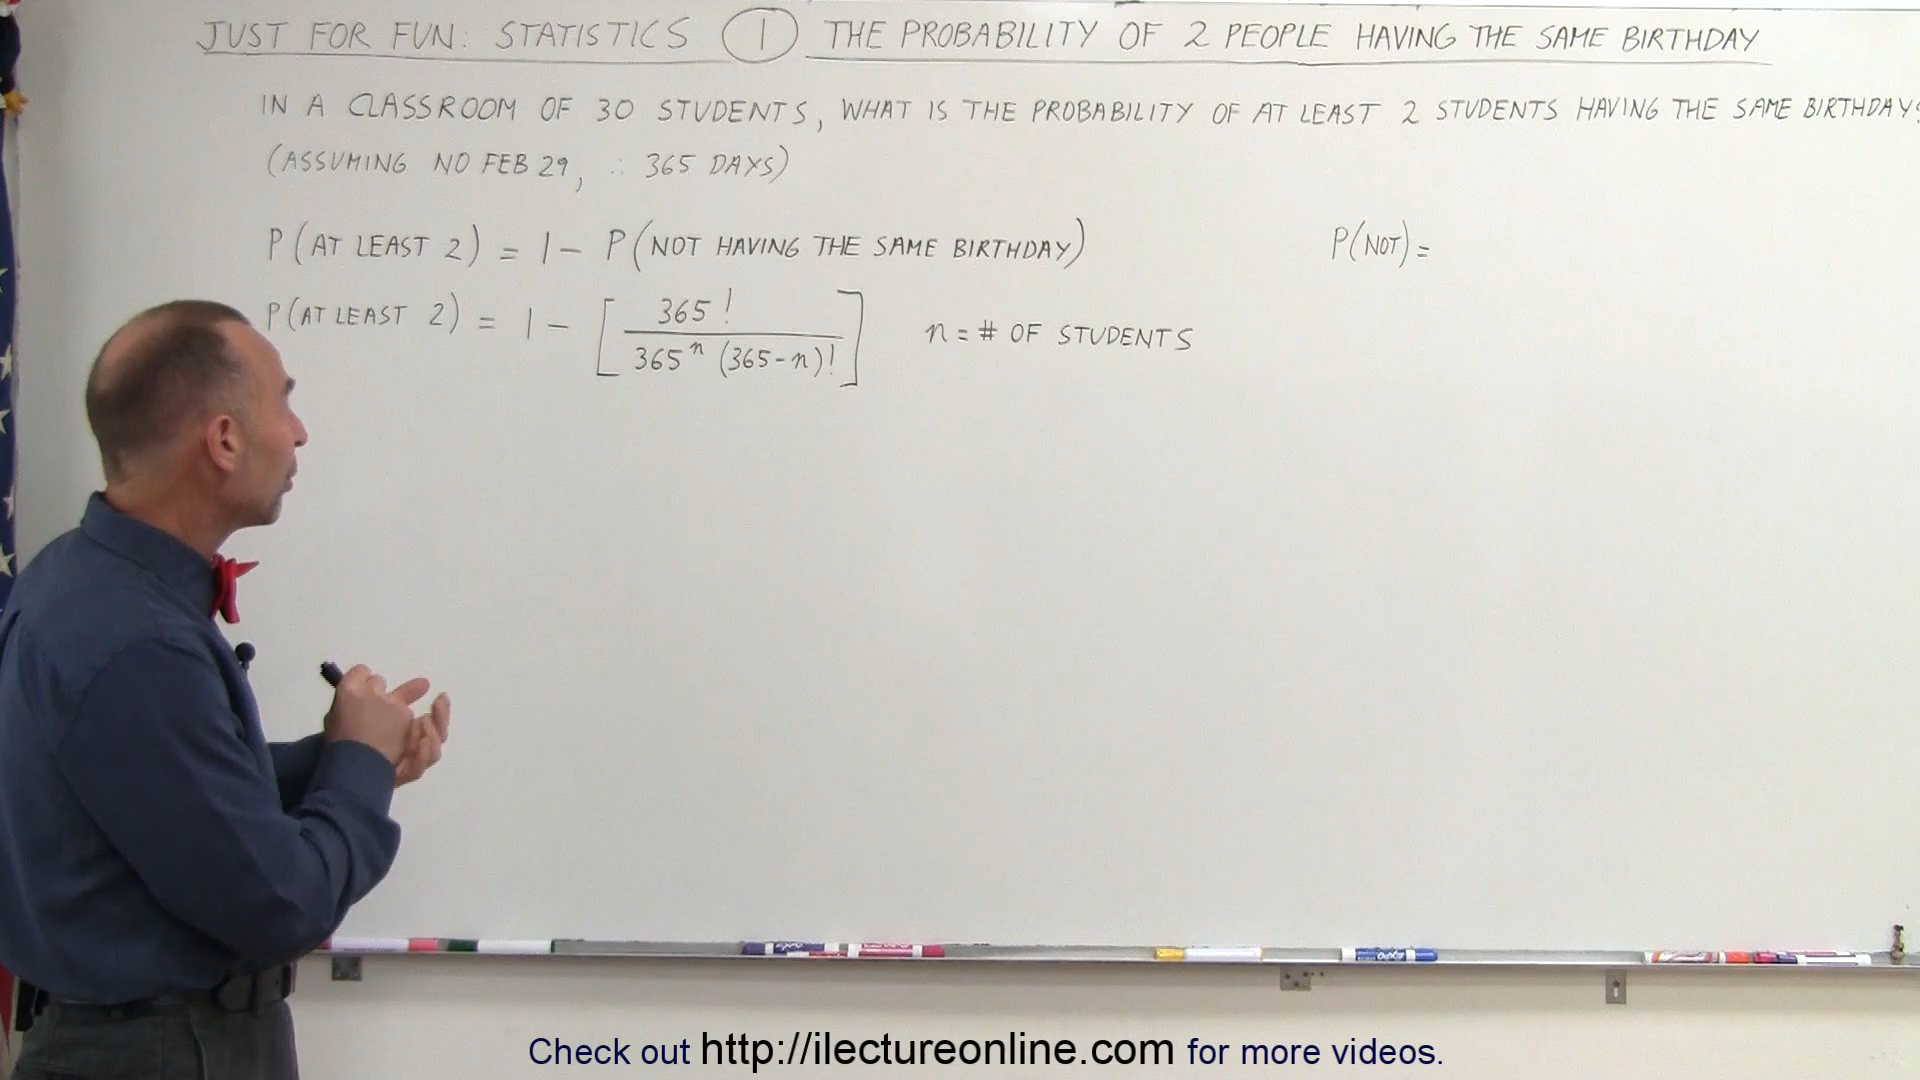 JUST FOR FUN: STATISTICS 1 THE PROBABILITY OF 2 PEOPLE HAVING THE SAME BIRTHDAY
IN A CLASSROOM OF 30 STUDENTS, WHAT IS THE PROBABILITY OF AT LEAST 2 STUDENTS HAVING THE SAME BIRTHDAY?
(ASSUMING NO FEB 29, ∴ 365 DAYS)
P(AT LEAST 2) = 1 - P(NOT HAVING THE SAME BIRTHDAY)
P(NOT) =
P(AT LEAST 2) = 1 - [365! / 365^n (365-n)!] n = # OF STUDENTS
Check out http://ilectureonline.com for more videos.